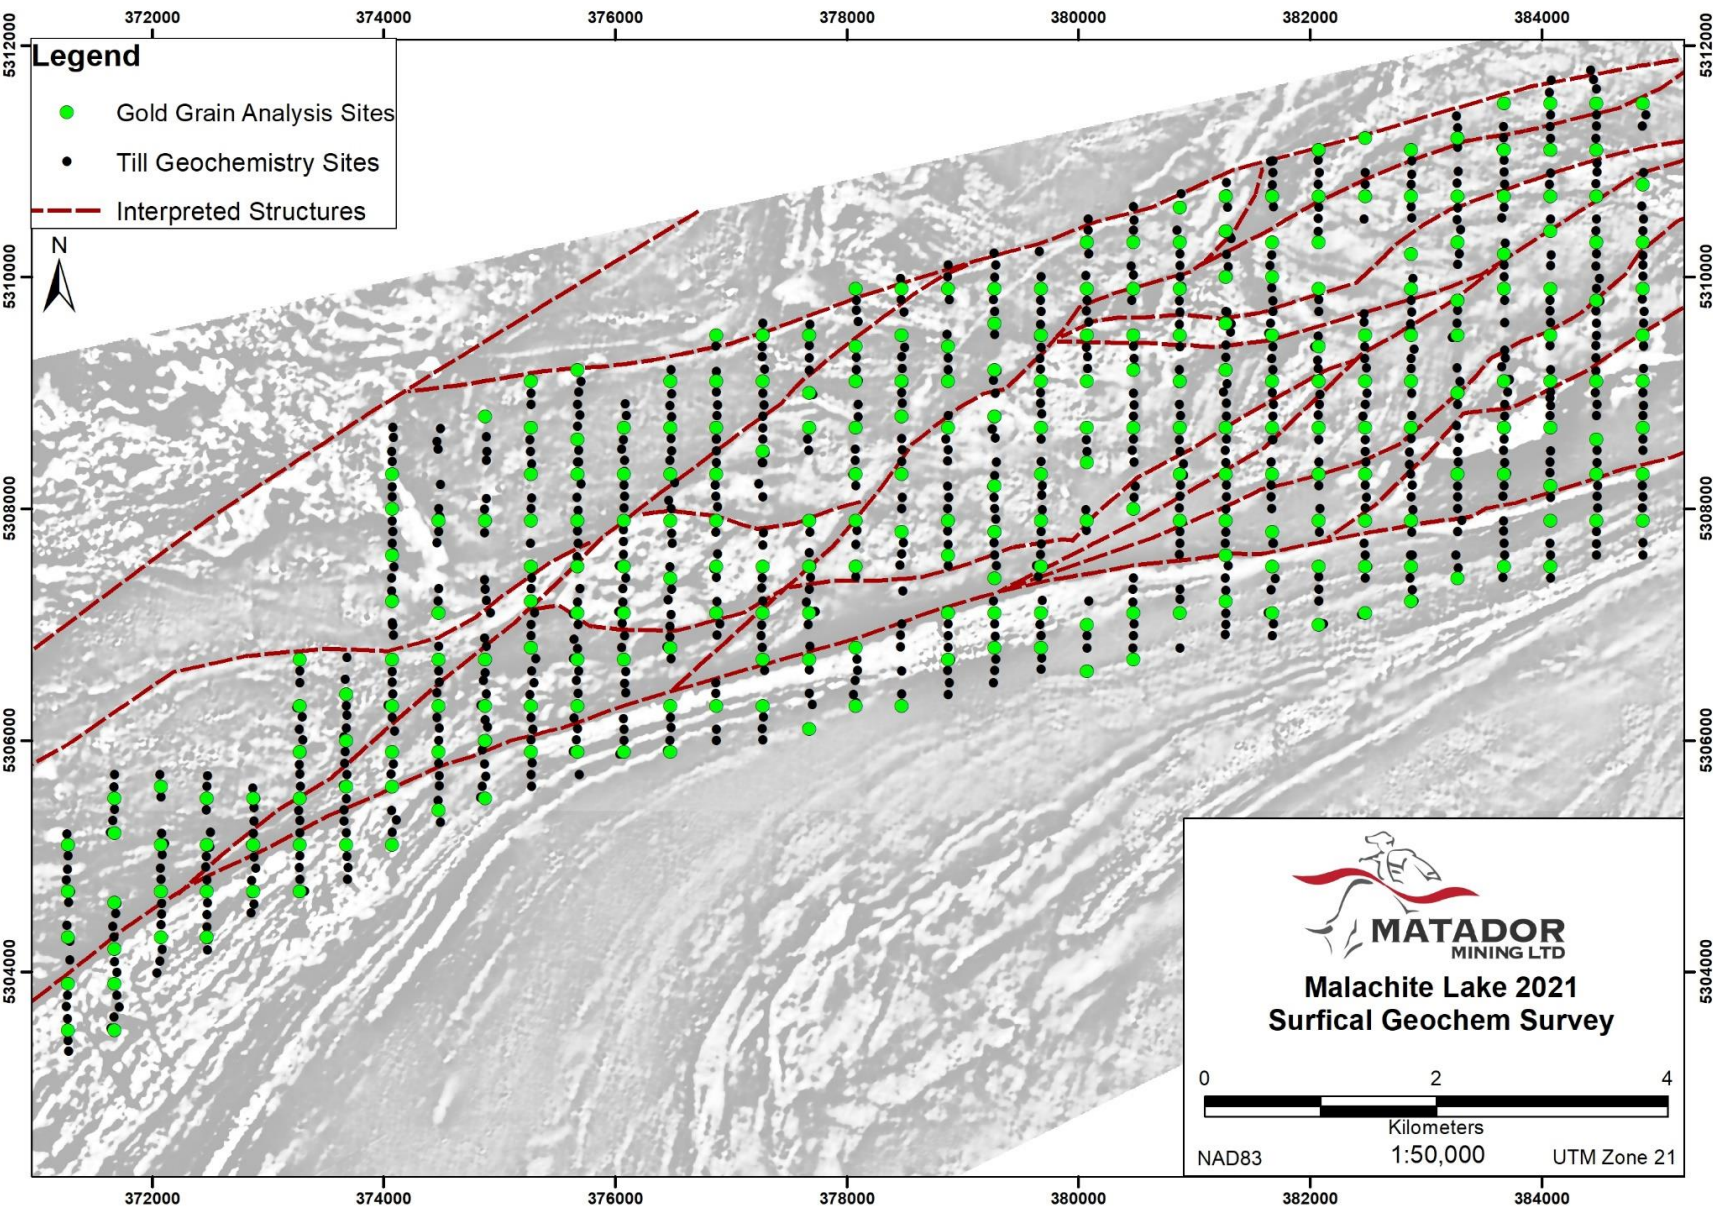 372000 374000 376000 378000 380000 382000 384000
5312000 5312000
Legend
Gold Grain Analysis Sites
Till Geochemistry Sites
Interpreted Structures
N
5310000 5310000
5308000 5308000
5306000 5306000
5304000 5304000
MATADOR
MINING LTD
Malachite Lake 2021
Surfical Geochem Survey
0 2 4
Kilometers
NAD83 1:50,000 UTM Zone 21
372000 374000 376000 378000 380000 382000 384000